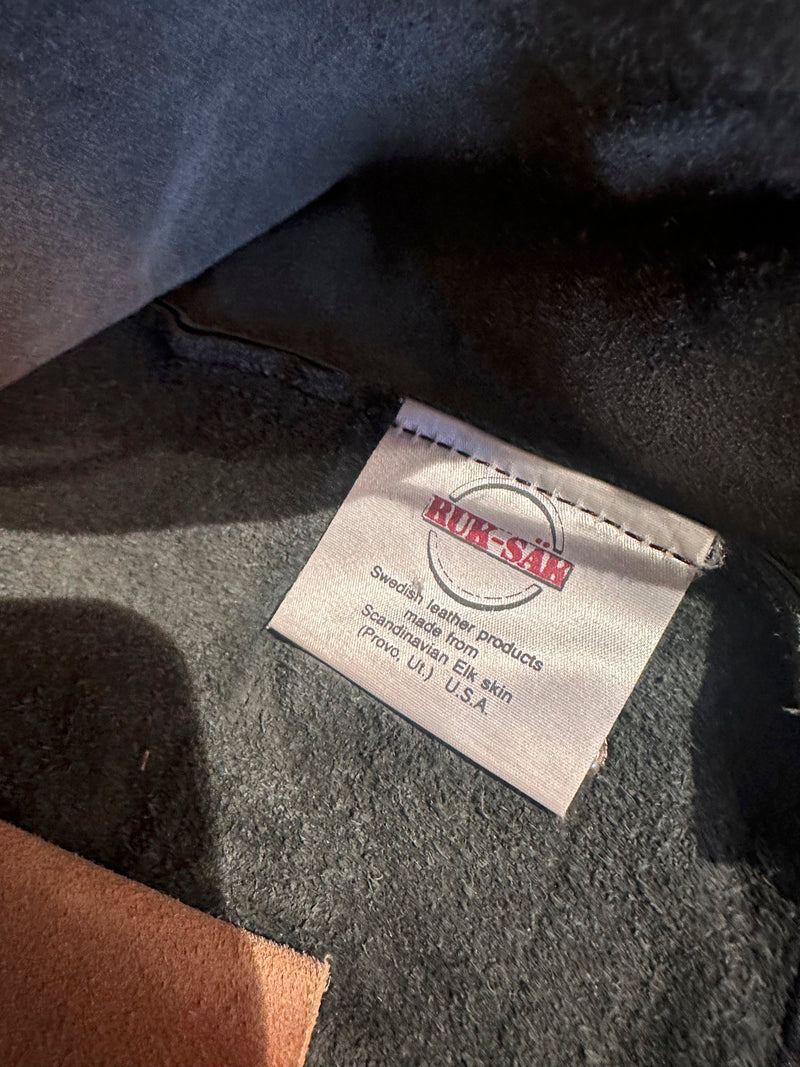 RUK-SÄK
Swedish leather products
made from
Scandinavian Elk skin
(Provo, Ut.) U.S.A.